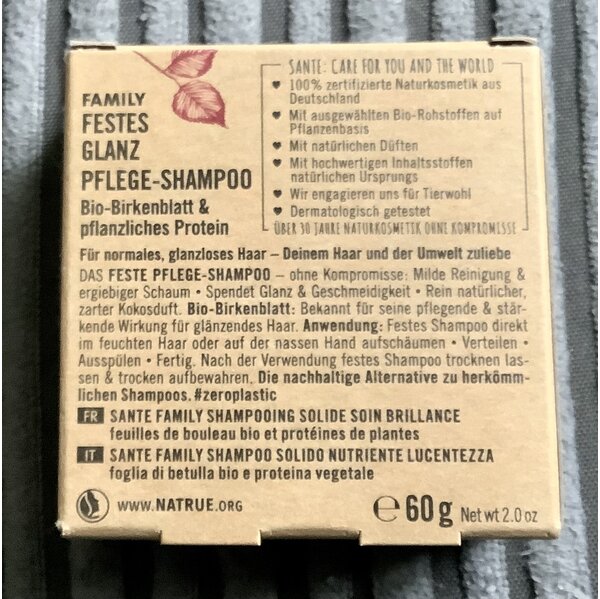 FAMILY
FESTES
GLANZ
PFLEGE-SHAMPOO
Bio-Birkenblatt &
pflanzliches Protein
SANTE: CARE FOR YOU AND THE WORLD
100% zertifizierte Naturkosmetik aus
Deutschland
Mit ausgewählten Bio-Rohstoffen auf
Pflanzenbasis
Mit natürlichen Düften
Mit hochwertigen Inhaltsstoffen
natürlichen Ursprungs
Wir engagieren uns für Tierwohl
Dermatologisch getestet
ÜBER 30 JAHRE NATURKOSMETIK OHNE KOMPROMISSE
Für normales, glanzloses Haar – Deinem Haar und der Umwelt zuliebe
DAS FESTE PFLEGE-SHAMPOO – ohne Kompromisse: Milde Reinigung &
ergiebiger Schaum • Spendet Glanz & Geschmeidigkeit • Rein natürlicher,
zarter Kokosduft. Bio-Birkenblatt: Bekannt für seine pflegende & stär-
kende Wirkung für glänzendes Haar. Anwendung: Festes Shampoo direkt
im feuchten Haar oder auf der nassen Hand aufschäumen • Verteilen •
Ausspülen • Fertig. Nach der Verwendung festes Shampoo trocknen las-
sen & trocken aufbewahren. Die nachhaltige Alternative zu herkömm-
lichen Shampoos. #zeroplastic
FR SANTE FAMILY SHAMPOOING SOLIDE SOIN BRILLANCE
feuilles de bouleau bio et protéines de plantes
IT SANTE FAMILY SHAMPOO SOLIDO NUTRIENTE LUCENTEZZA
foglia di betulla bio e proteina vegetale
WWW.NATRUE.ORG
℮ 60 g Net wt 2.0 oz